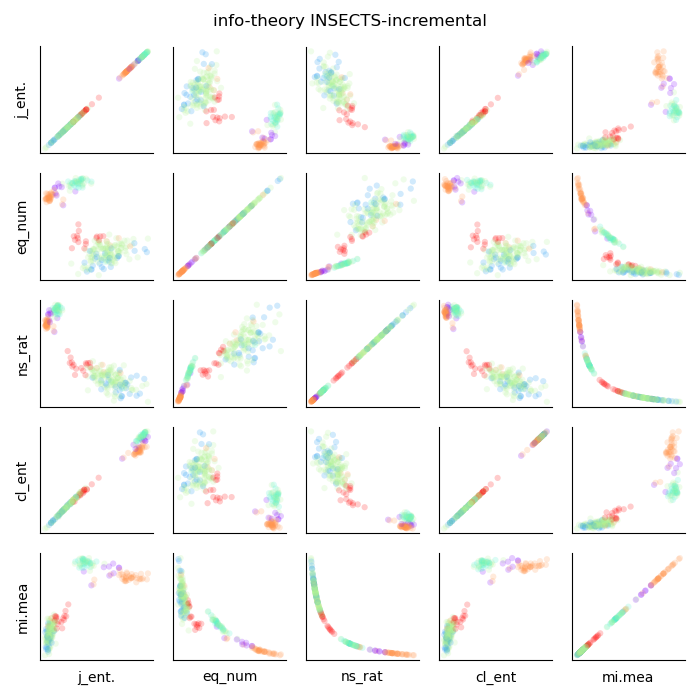 info-theory INSECTS-incremental
j_ent.
eq_num
ns_rat
cl_ent
mi.mea
j_ent. eq_num ns_rat cl_ent mi.mea